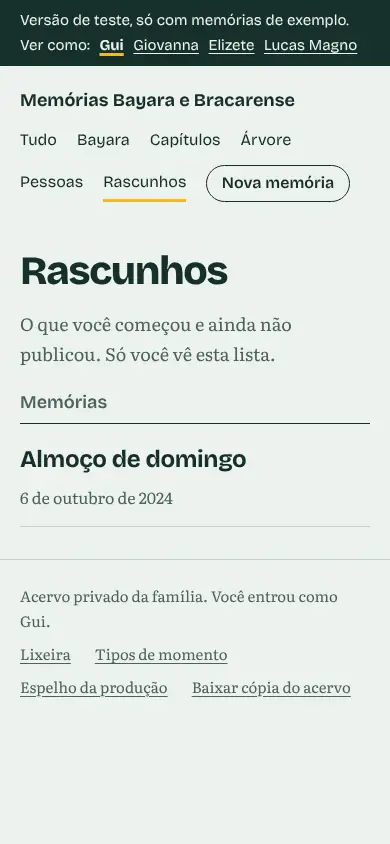 Versão de teste, só com memórias de exemplo.
Ver como: Gui Giovanna Elizete Lucas Magno
Memórias Bayara e Bracarense
Tudo Bayara Capítulos Árvore
Pessoas Rascunhos Nova memória
Rascunhos
O que você começou e ainda não
publicou. Só você vê esta lista.
Memórias
Almoço de domingo
6 de outubro de 2024
Acervo privado da família. Você entrou como
Gui.
Lixeira Tipos de momento
Espelho da produção Baixar cópia do acervo